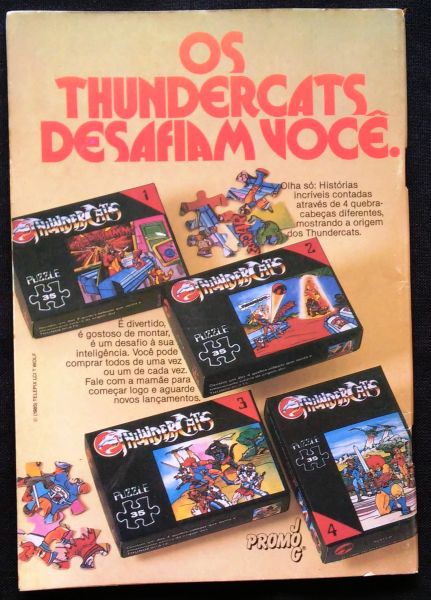 OS
THUNDERCATS
DESAFIAM VOCÊ.
Olha só: Histórias
incríveis contadas
através de 4 quebra-
cabeças diferentes,
mostrando a origem
dos Thundercats.
1
THUNDERCATS
PUZZLE
35
2
THUNDERCATS
PUZZLE
35
É divertido,
é gostoso de montar,
é um desafio à sua
inteligência. Você pode
comprar todos de uma vez
ou um de cada vez.
Fale com a mamãe para
começar logo e aguarde
novos lançamentos.
3
THUNDERCATS
PUZZLE
35
THUNDERCATS
PUZZLE
35
4
PROMO
JOG